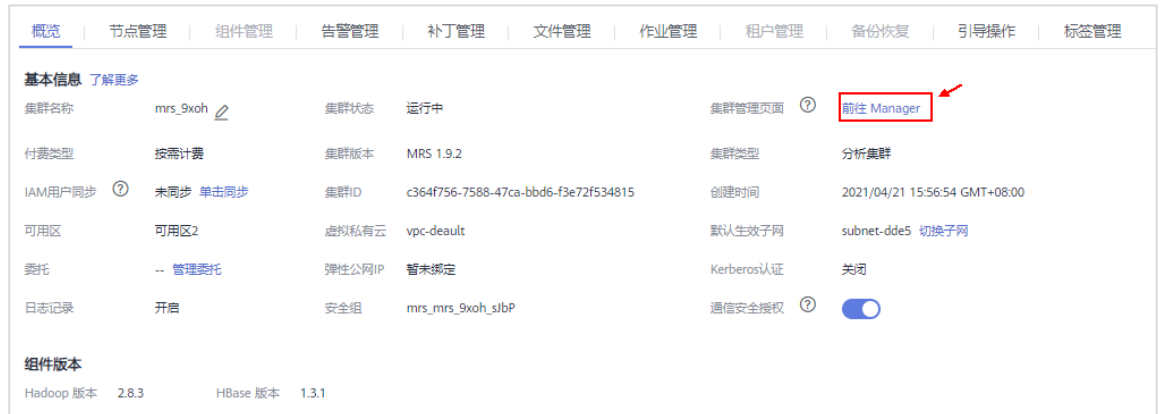 概览 节点管理 组件管理 告警管理 补丁管理 文件管理 作业管理 租户管理 备份恢复 引导操作 标签管理
基本信息 了解更多
集群名称 mrs_9xoh 集群状态 运行中 集群管理页面 ? 前往 Manager
付费类型 按需计费 集群版本 MRS 1.9.2 集群类型 分析集群
IAM用户同步 ? 未同步 单击同步 集群ID c364f756-7588-47ca-bbd6-f3e72f534815 创建时间 2021/04/21 15:56:54 GMT+08:00
可用区 可用区2 虚拟私有云 vpc-deault 默认生效子网 subnet-dde5 切换子网
委托 -- 管理委托 弹性公网IP 暂未绑定 Kerberos认证 关闭
日志记录 开启 安全组 mrs_mrs_9xoh_sJbP 通信安全授权 ?
组件版本
Hadoop 版本 2.8.3 HBase 版本 1.3.1